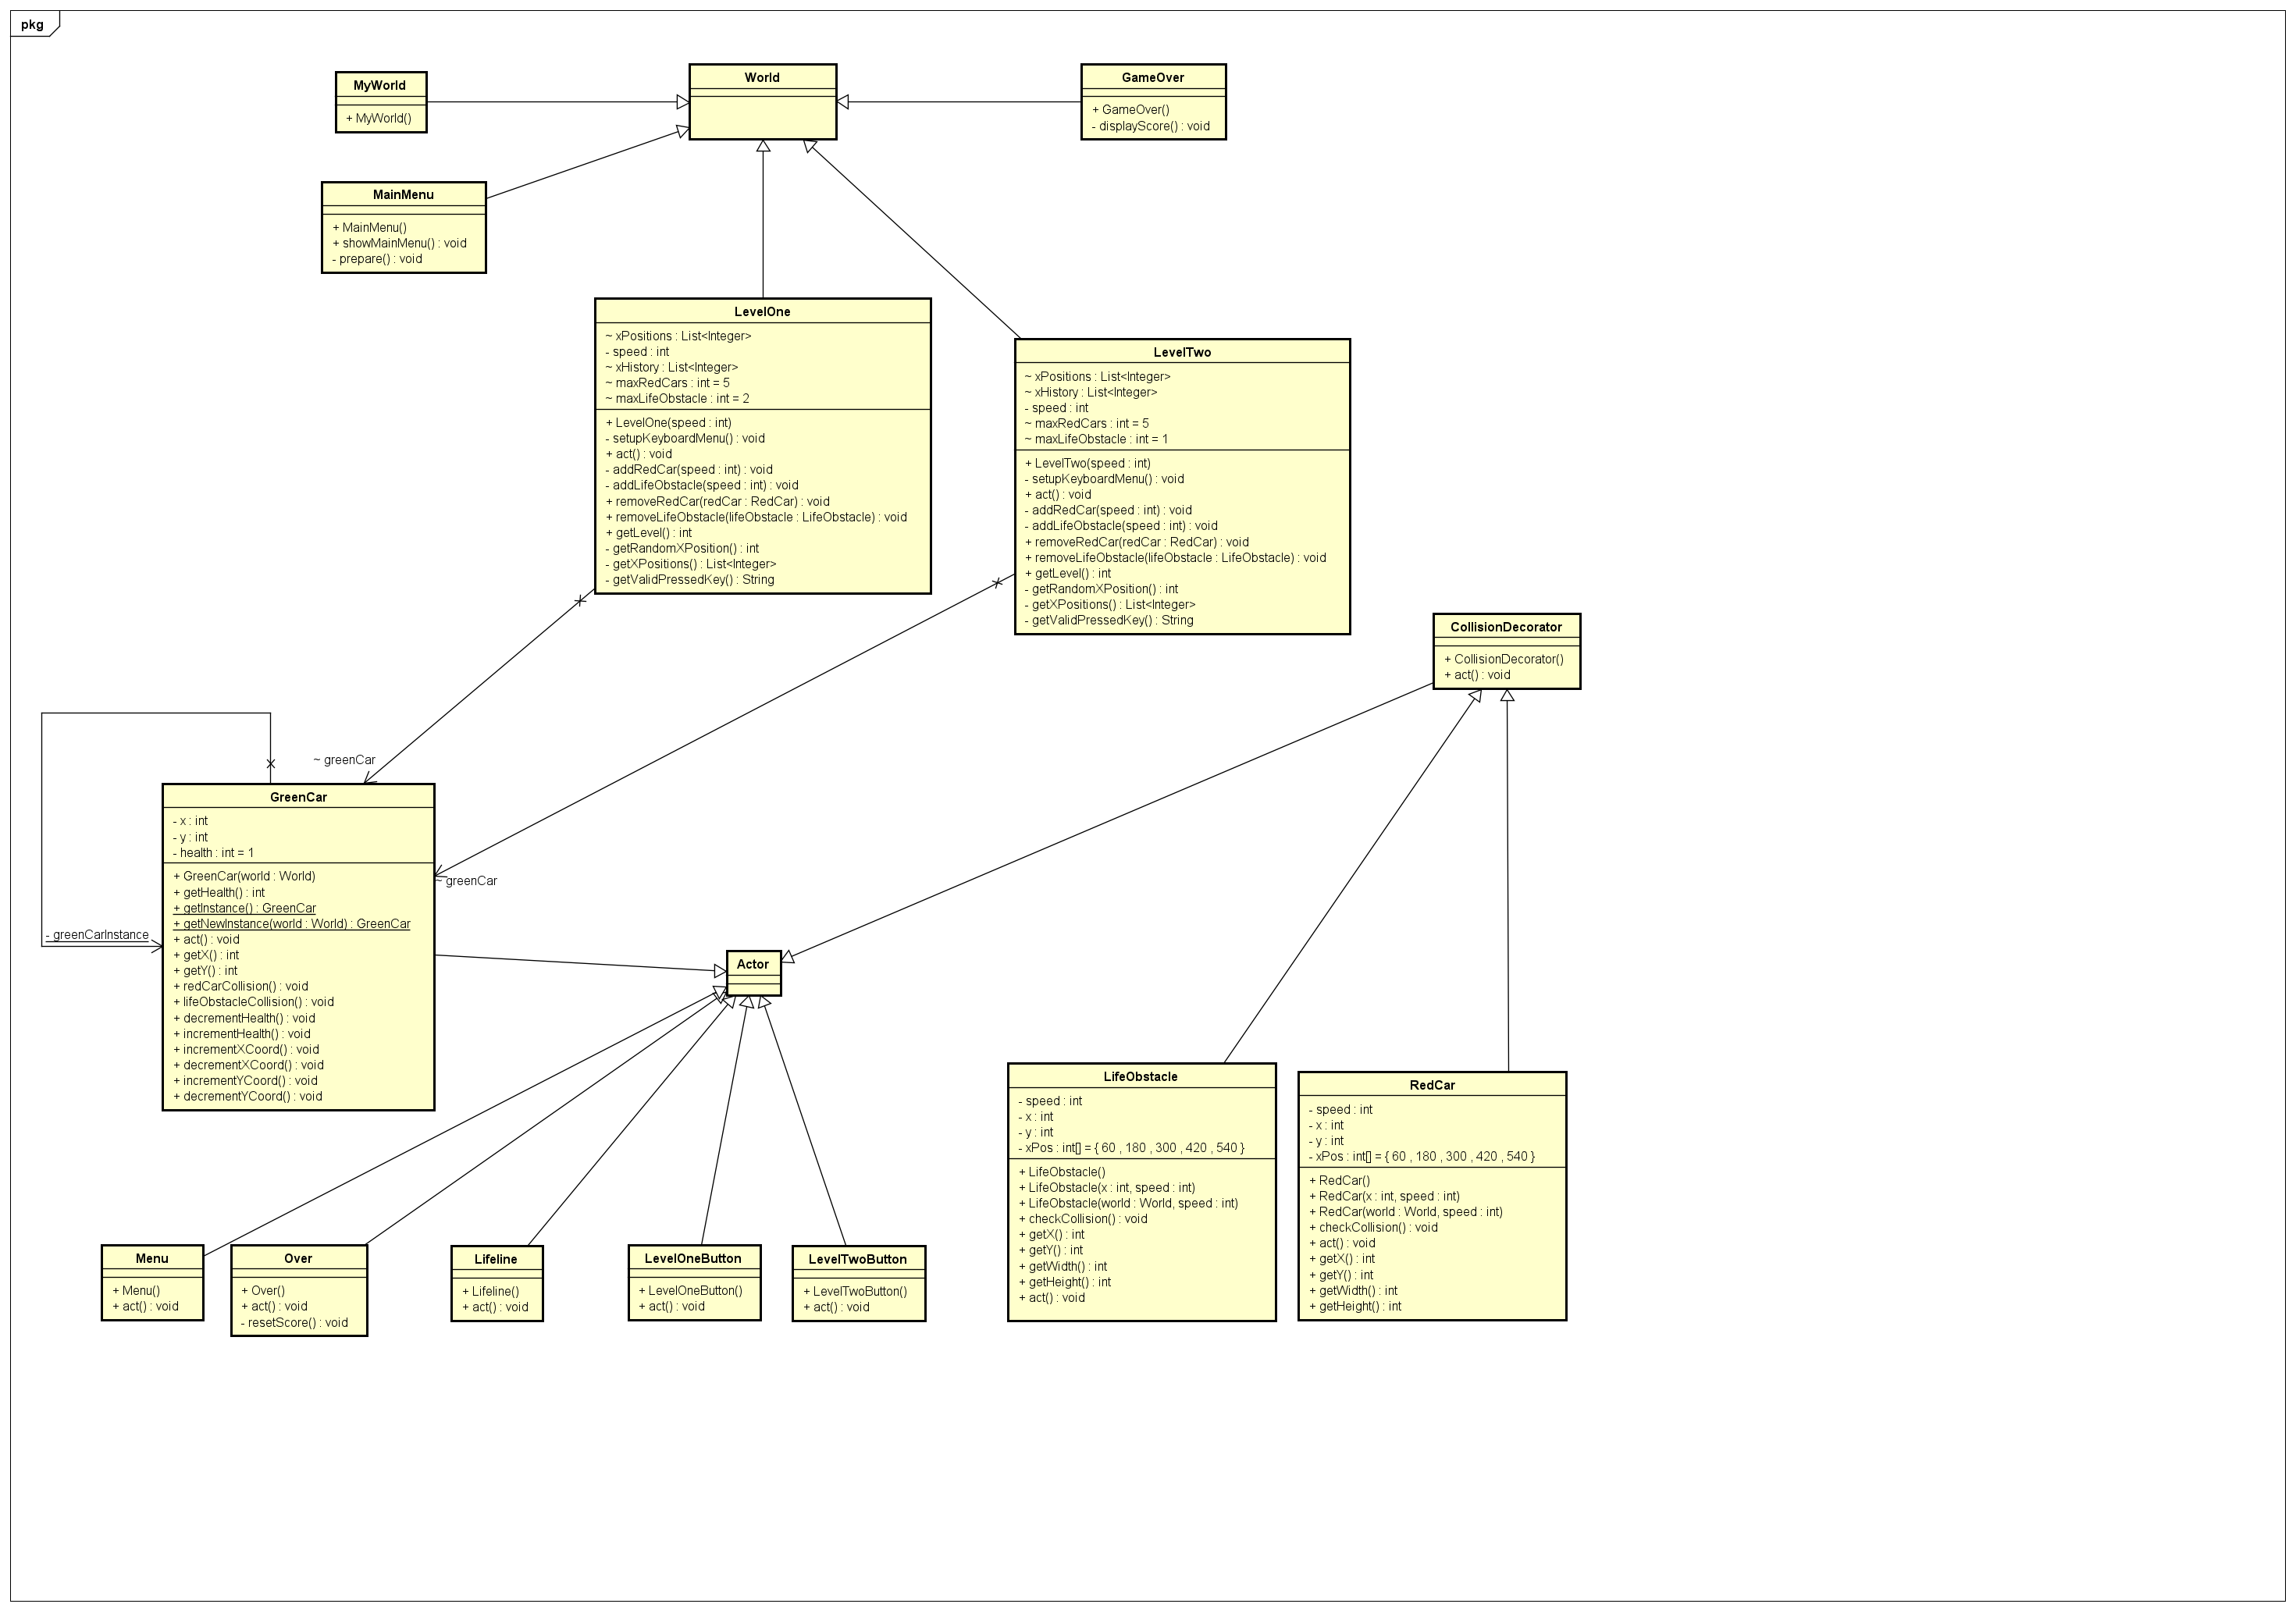 pkg
MyWorld
+ MyWorld()
World
GameOver
+ GameOver()
- displayScore() : void
MainMenu
+ MainMenu()
+ showMainMenu() : void
- prepare() : void
LevelOne
~ xPositions : List<Integer>
- speed : int
~ xHistory : List<Integer>
~ maxRedCars : int = 5
~ maxLifeObstacle : int = 2
+ LevelOne(speed : int)
- setupKeyboardMenu() : void
+ act() : void
- addRedCar(speed : int) : void
- addLifeObstacle(speed : int) : void
+ removeRedCar(redCar : RedCar) : void
+ removeLifeObstacle(lifeObstacle : LifeObstacle) : void
+ getLevel() : int
- getRandomXPosition() : int
- getXPositions() : List<Integer>
- getValidPressedKey() : String
LevelTwo
~ xPositions : List<Integer>
~ xHistory : List<Integer>
- speed : int
~ maxRedCars : int = 5
~ maxLifeObstacle : int = 1
+ LevelTwo(speed : int)
- setupKeyboardMenu() : void
+ act() : void
- addRedCar(speed : int) : void
- addLifeObstacle(speed : int) : void
+ removeRedCar(redCar : RedCar) : void
+ removeLifeObstacle(lifeObstacle : LifeObstacle) : void
+ getLevel() : int
- getRandomXPosition() : int
- getXPositions() : List<Integer>
- getValidPressedKey() : String
CollisionDecorator
+ CollisionDecorator()
+ act() : void
~ greenCar
GreenCar
- x : int
- y : int
- health : int = 1
+ GreenCar(world : World)
+ getHealth() : int
+ getInstance() : GreenCar
+ getNewInstance(world : World) : GreenCar
+ act() : void
+ getX() : int
+ getY() : int
+ redCarCollision() : void
+ lifeObstacleCollision() : void
+ decrementHealth() : void
+ incrementHealth() : void
+ incrementXCoord() : void
+ decrementXCoord() : void
+ incrementYCoord() : void
+ decrementYCoord() : void
~ greenCar
- greenCarInstance
Actor
LifeObstacle
- speed : int
- x : int
- y : int
- xPos : int[] = { 60 , 180 , 300 , 420 , 540 }
+ LifeObstacle()
+ LifeObstacle(x : int, speed : int)
+ LifeObstacle(world : World, speed : int)
+ checkCollision() : void
+ getX() : int
+ getY() : int
+ getWidth() : int
+ getHeight() : int
+ act() : void
RedCar
- speed : int
- x : int
- y : int
- xPos : int[] = { 60 , 180 , 300 , 420 , 540 }
+ RedCar()
+ RedCar(x : int, speed : int)
+ RedCar(world : World, speed : int)
+ checkCollision() : void
+ act() : void
+ getX() : int
+ getY() : int
+ getWidth() : int
+ getHeight() : int
Menu
+ Menu()
+ act() : void
Over
+ Over()
+ act() : void
- resetScore() : void
Lifeline
+ Lifeline()
+ act() : void
LevelOneButton
+ LevelOneButton()
+ act() : void
LevelTwoButton
+ LevelTwoButton()
+ act() : void